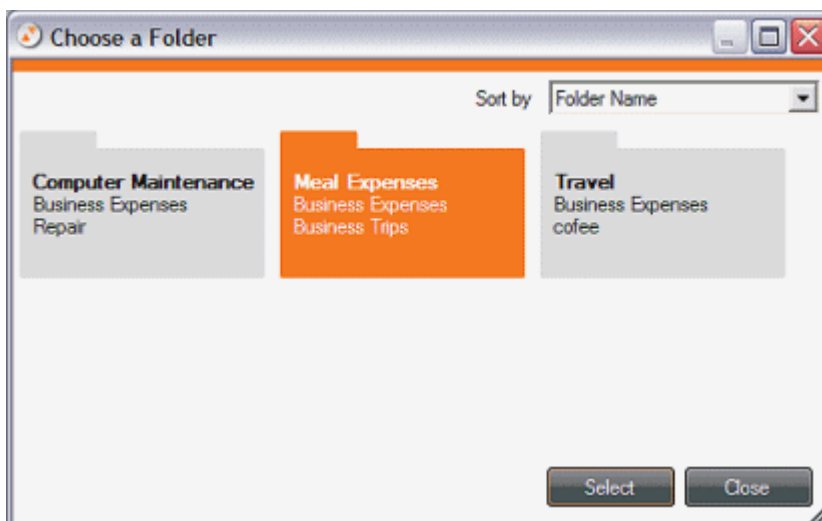 Choose a Folder
Sort by Folder Name
Computer Maintenance
Business Expenses
Repair
Meal Expenses
Business Expenses
Business Trips
Travel
Business Expenses
cofee
Select Close